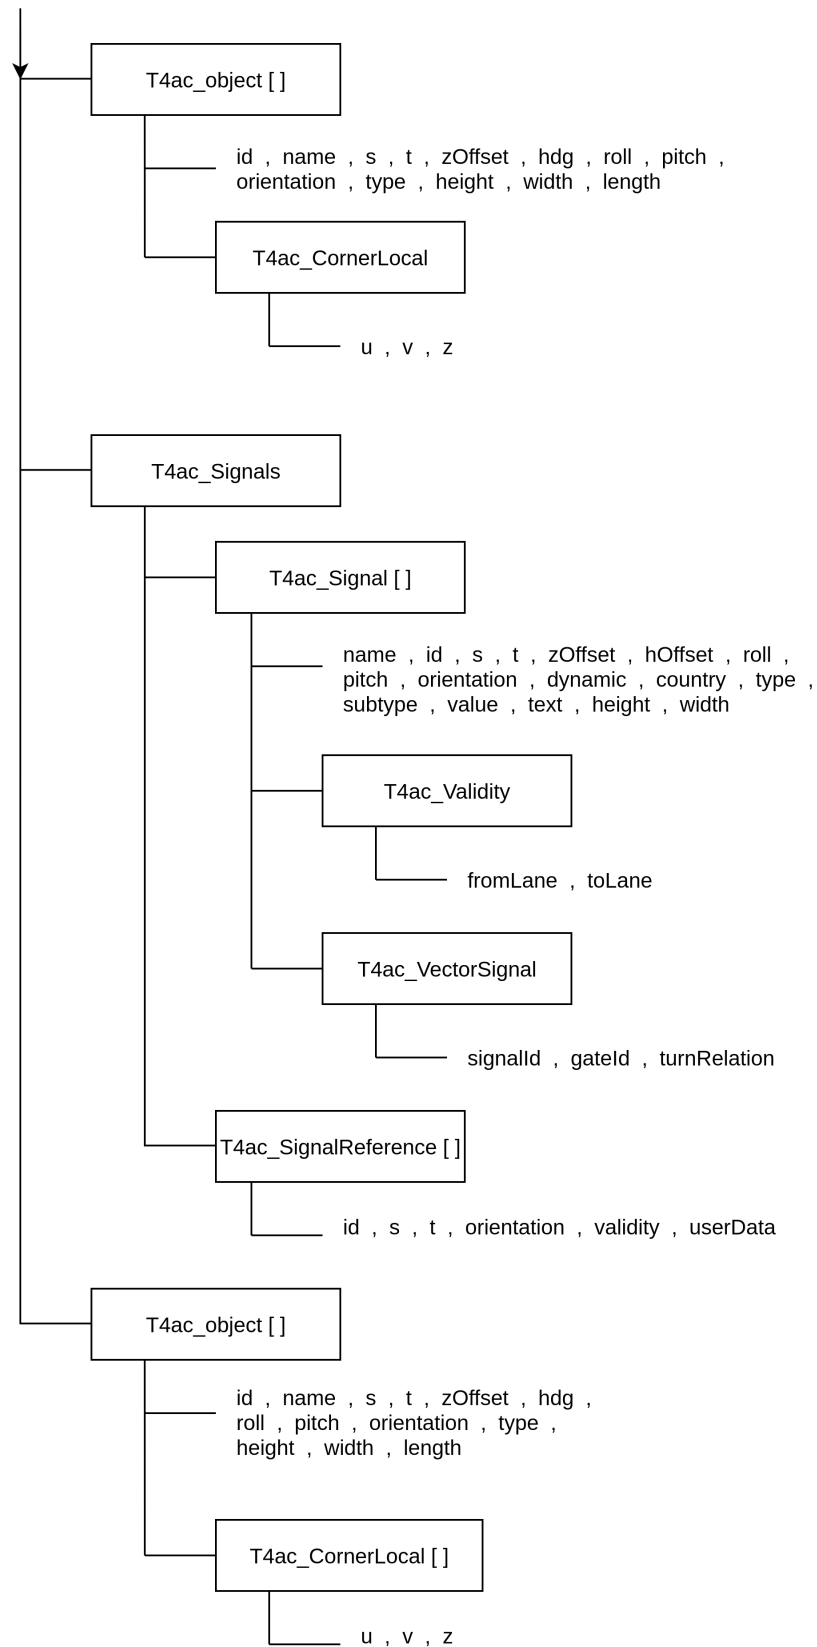 T4ac_object [ ]
id , name , s , t , zOffset , hdg , roll , pitch ,
orientation , type , height , width , length
T4ac_CornerLocal
u , v , z
T4ac_Signals
T4ac_Signal [ ]
name , id , s , t , zOffset , hOffset , roll ,
pitch , orientation , dynamic , country , type ,
subtype , value , text , height , width
T4ac_Validity
fromLane , toLane
T4ac_VectorSignal
signalId , gateId , turnRelation
T4ac_SignalReference [ ]
id , s , t , orientation , validity , userData
T4ac_object [ ]
id , name , s , t , zOffset , hdg ,
roll , pitch , orientation , type ,
height , width , length
T4ac_CornerLocal [ ]
u , v , z